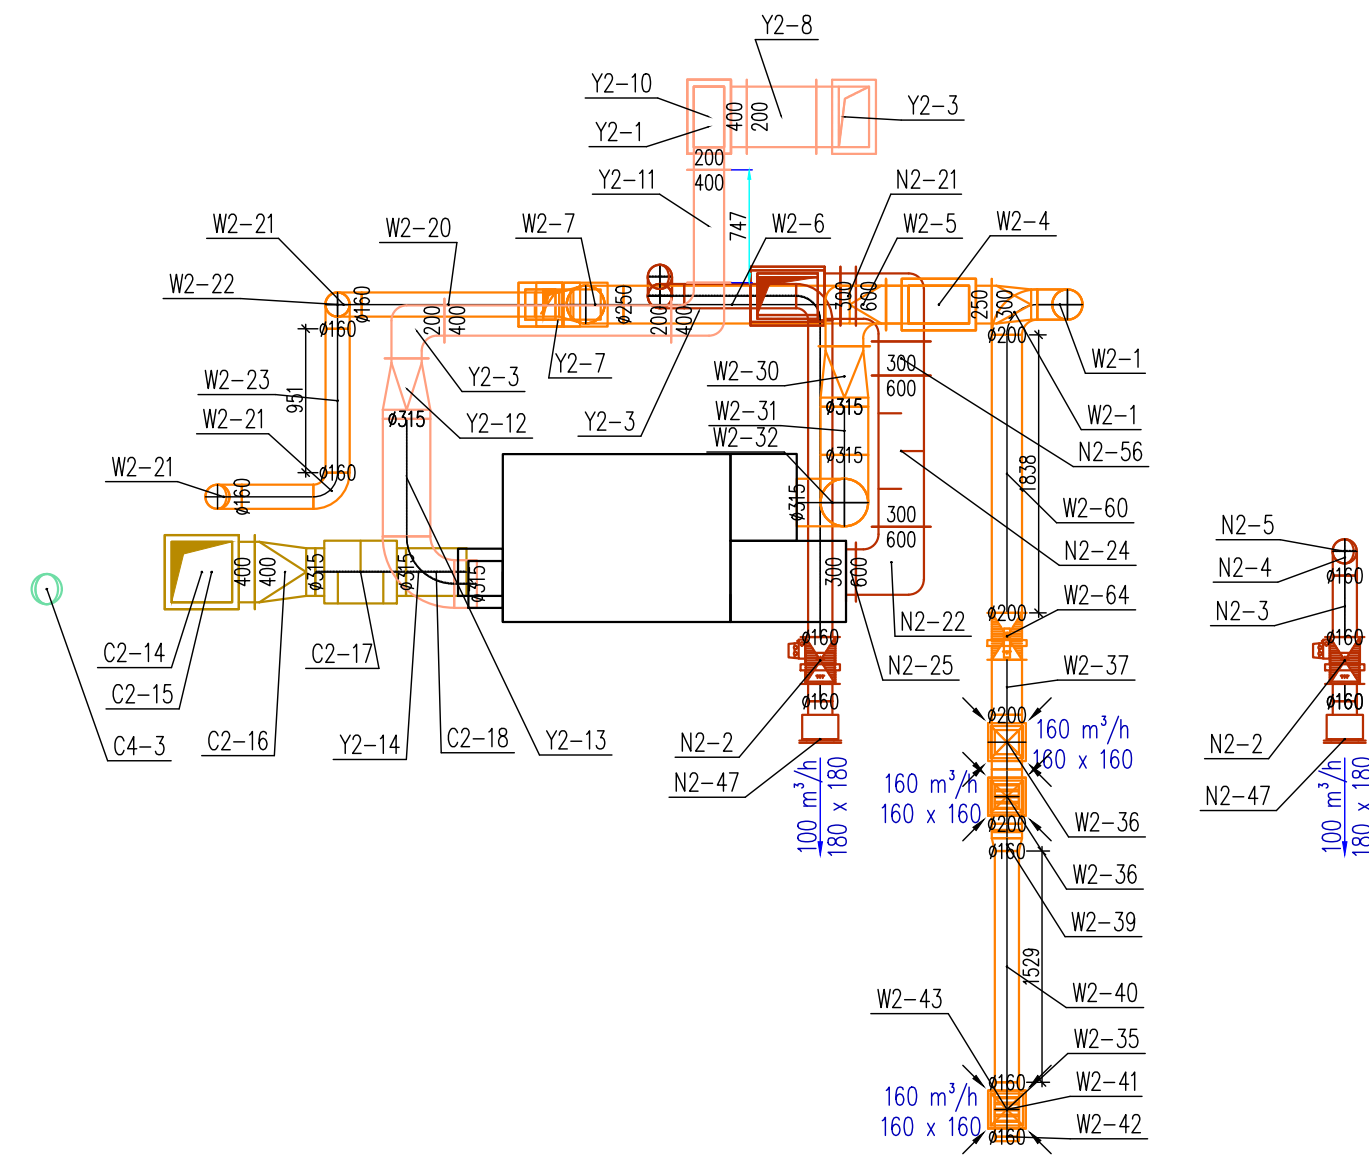 Y2-8
Y2-10
400
200
Y2-3
Y2-1
200
400
Y2-11
747
N2-21
W2-21
W2-20
W2-7
W2-6
W2-5
W2-4
W2-22
ø160
200
400
ø250
200
400
300
600
250
300
ø160
ø200
W2-1
951
W2-23
Y2-3
Y2-7
W2-30
300
600
W2-21
ø315
Y2-12
Y2-3
W2-31
ø315
W2-1
W2-32
N2-56
W2-21
ø160
ø160
ø315
ø315
1838
W2-60
300
600
N2-24
N2-5
N2-4
ø160
400
400
ø315
ø315
ø315
300
600
W2-64
ø200
N2-3
N2-22
C2-14
C2-17
ø160
N2-25
W2-37
ø160
C2-15
ø160
ø160
C4-3
C2-16
Y2-14
C2-18
Y2-13
N2-2
ø200
160 m³/h
160 x 160
N2-2
N2-47
100 m³/h
180 x 180
160 m³/h
160 x 160
ø200
W2-36
N2-47
100 m³/h
180 x 180
ø160
W2-36
W2-39
1529
W2-43
W2-40
W2-35
ø160
160 m³/h
160 x 160
W2-41
W2-42
ø160